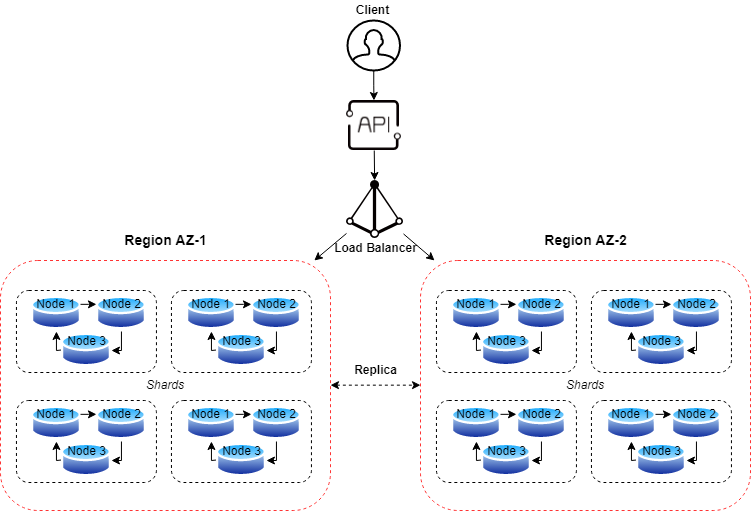 Client
API
Load Balancer
Region AZ-1
Region AZ-2
Node 1
Node 2
Node 3
Node 1
Node 2
Node 3
Node 1
Node 2
Node 3
Node 1
Node 2
Node 3
Shards
Replica
Shards
Node 1
Node 2
Node 3
Node 1
Node 2
Node 3
Node 1
Node 2
Node 3
Node 1
Node 2
Node 3